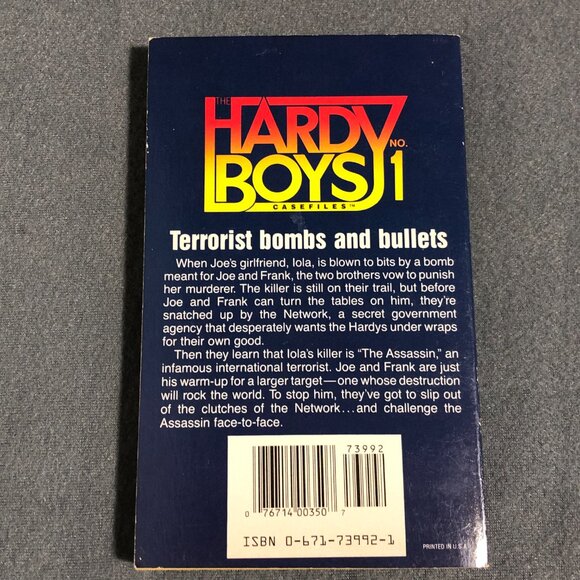 THE
HARDY
NO.
BOYS 1
CASEFILES™
Terrorist bombs and bullets
When Joe's girlfriend, Iola, is blown to bits by a bomb
meant for Joe and Frank, the two brothers vow to punish
her murderer. The killer is still on their trail, but before
Joe and Frank can turn the tables on him, they're
snatched up by the Network, a secret government
agency that desperately wants the Hardys under wraps
for their own good.
Then they learn that Iola's killer is "The Assassin," an
infamous international terrorist. Joe and Frank are just
his warm-up for a larger target—one whose destruction
will rock the world. To stop him, they've got to slip out
of the clutches of the Network...and challenge the
Assassin face-to-face.
73992
0 76714 00350 7
ISBN 0-671-73992-1
PRINTED IN U.S.A.